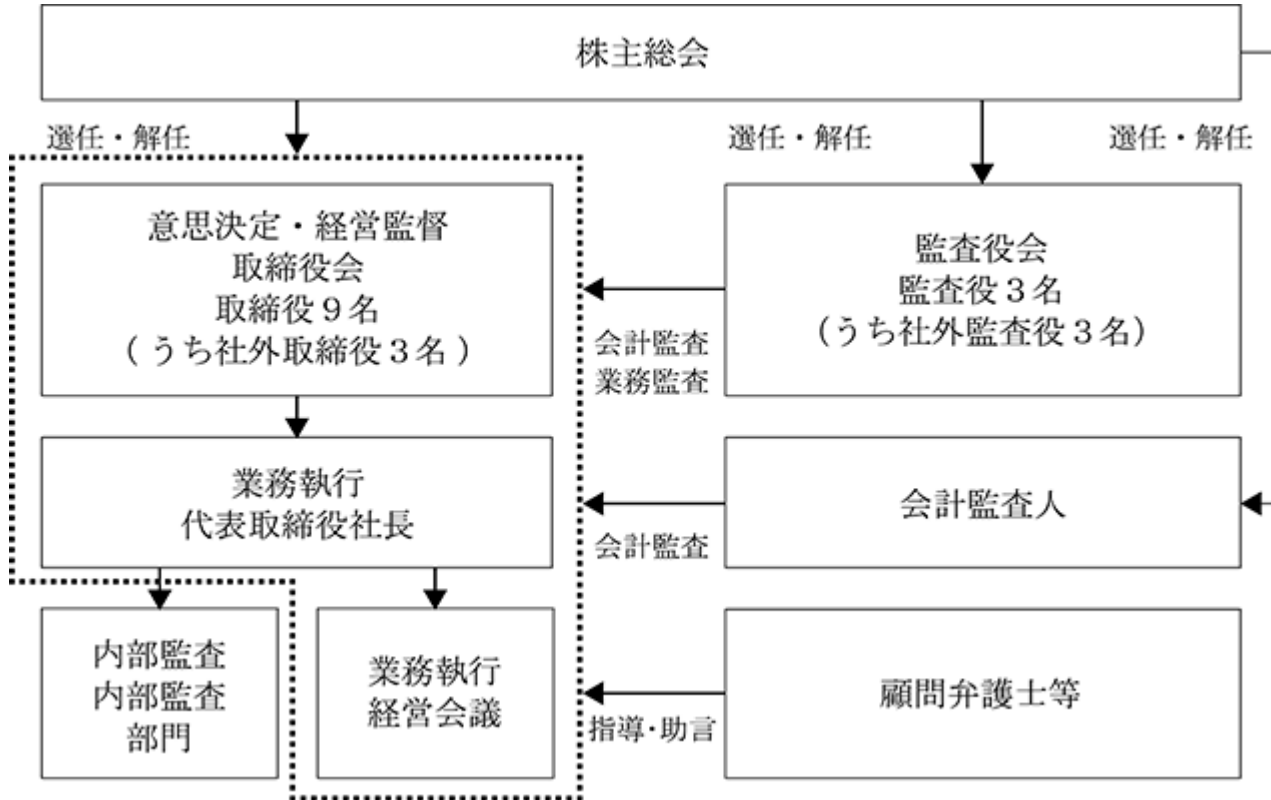 株主総会
選任・解任
選任・解任
選任・解任
意思決定・経営監督
取締役会
取締役９名
（うち社外取締役３名）
監査役会
監査役３名
（うち社外監査役３名）
会計監査
業務監査
業務執行
代表取締役社長
会計監査人
会計監査
内部監査
内部監査
部門
業務執行
経営会議
顧問弁護士等
指導・助言